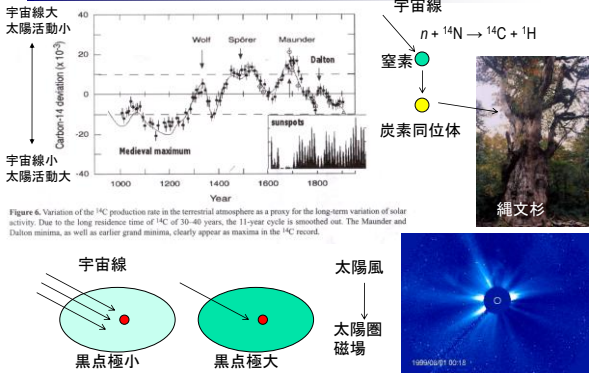 宇宙線大
太陽活動小
宇宙線小
太陽活動大
Carbon-14 deviation (x 10⁻³)
40
20
0
-20
-40
Wolf
Spörer
Maunder
Dalton
Medieval maximum
sunspots
1000
1200
1400
1600
1800
Year
Figure 6. Variation of the ¹⁴C production rate in the terrestrial atmosphere as a proxy for the long-term variation of solar
activity. Due to the long residence time of ¹⁴C of 30–40 years, the 11-year cycle is smoothed out. The Maunder and
Dalton minima, as well as earlier grand minima, clearly appear as maxima in the ¹⁴C record.
宇宙線
n + ¹⁴N → ¹⁴C + ¹H
窒素
炭素同位体
縄文杉
宇宙線
黒点極小
黒点極大
太陽風
太陽圏
磁場
1999/08/01 00:18